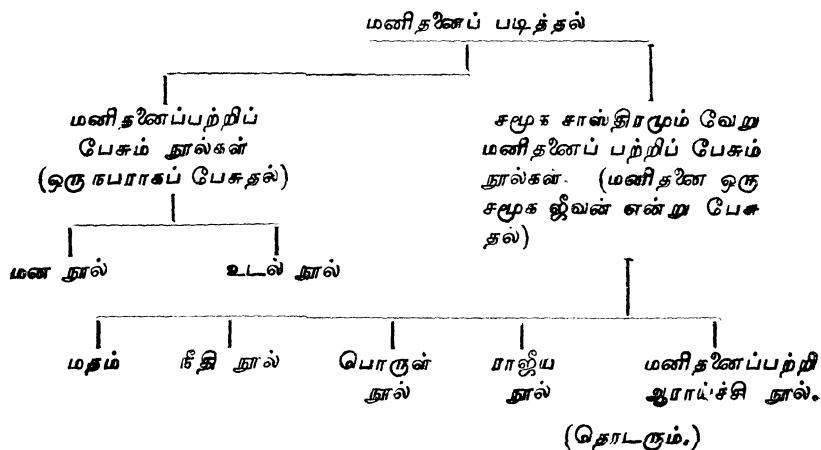 மனிதனைப் படித்தல்
மனிதனைப்பற்றிப்
பேசும் நூல்கள்
(ஒரு நபராகப் பேசுதல்)
சமூக சாஸ்திரமும் வேறு
மனிதனைப் பற்றிப் பேசும்
நூல்கள். (மனிதனை ஒரு
சமூக ஜீவன் என்று பேசு
தல்)
மன நூல்
உடல் நூல்
மதம்
நீதி நூல்
பொருள்
நூல்
ராஜீய
நூல்
மனிதனைப்பற்றி
ஆராய்ச்சி நூல்.
(தொடரும்.)